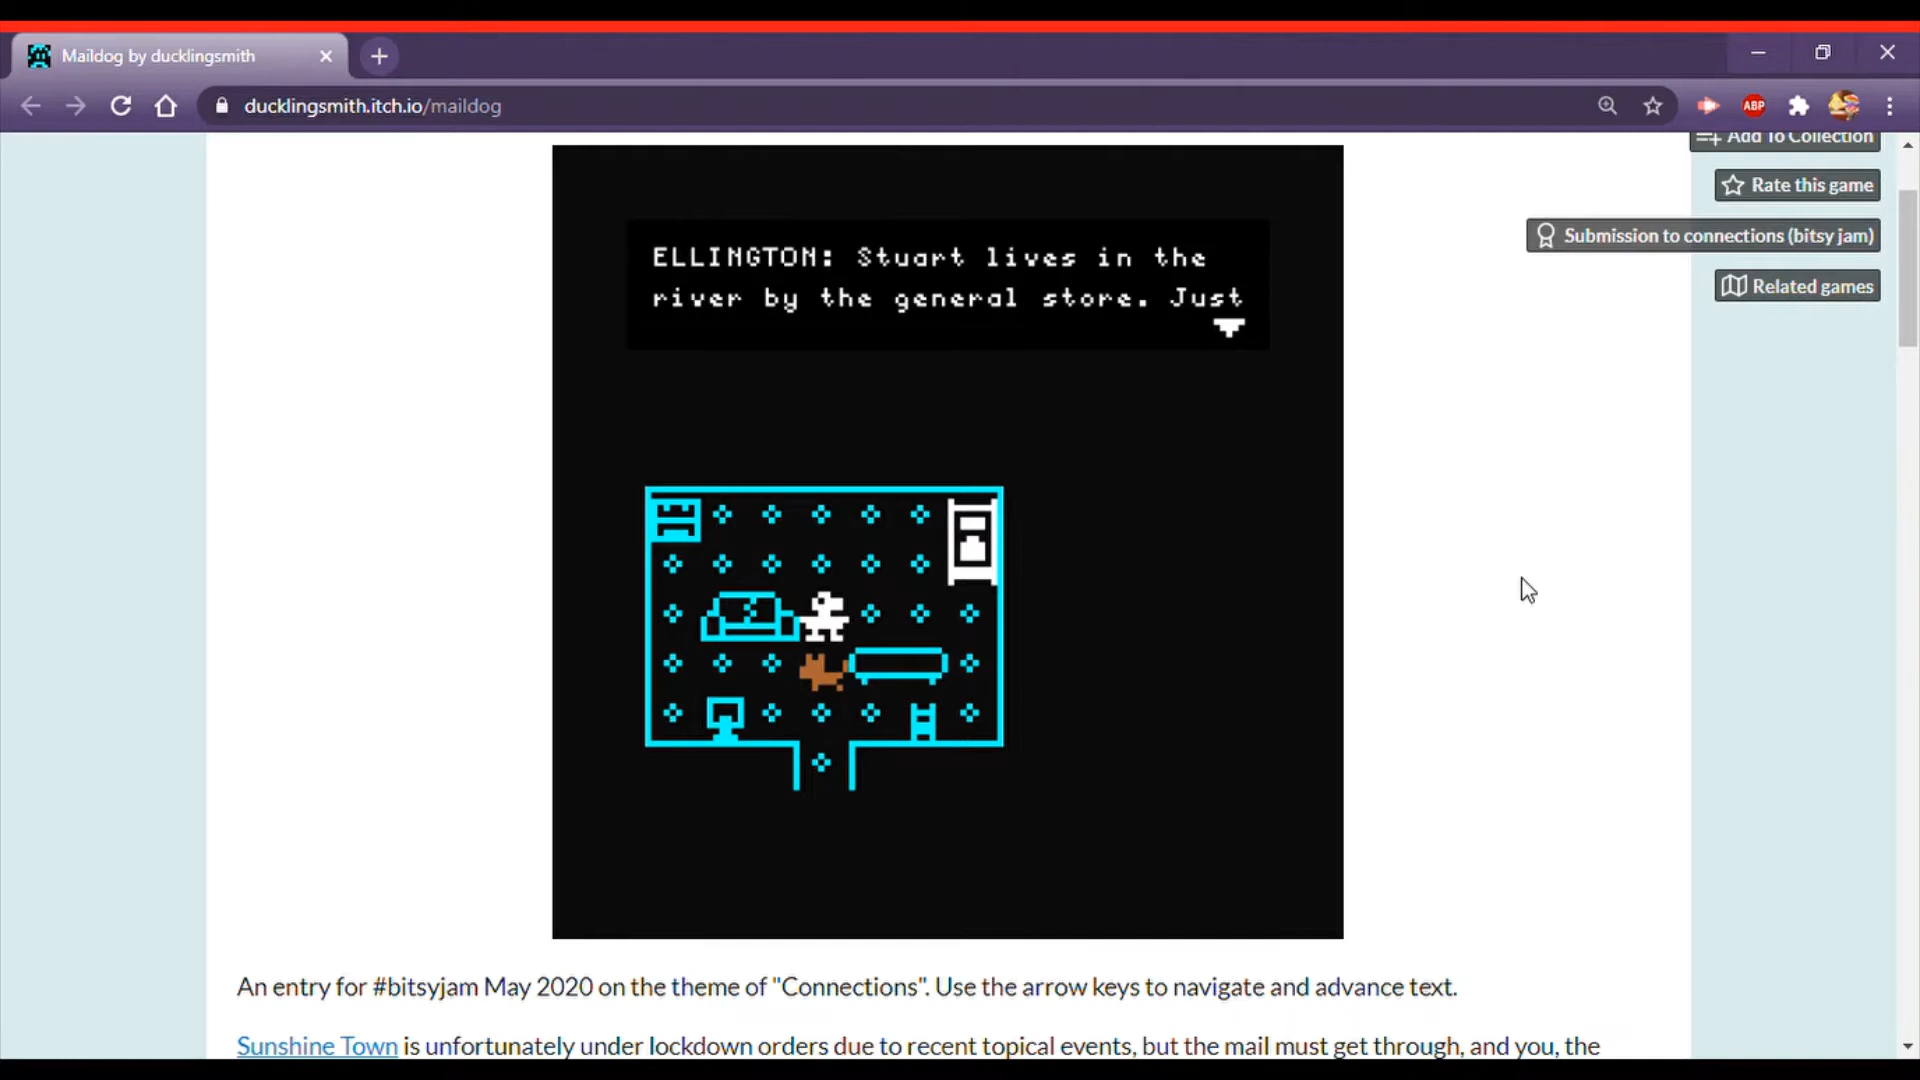 Maildog by ducklingsmith
ducklingsmith.itch.io/maildog
ABP
Add To Collection
Rate this game
Submission to connections (bitsy jam)
Related games
ELLINGTON: Stuart lives in the
river by the general store. Just
An entry for #bitsyjam May 2020 on the theme of "Connections". Use the arrow keys to navigate and advance text.
Sunshine Town is unfortunately under lockdown orders due to recent topical events, but the mail must get through, and you, the